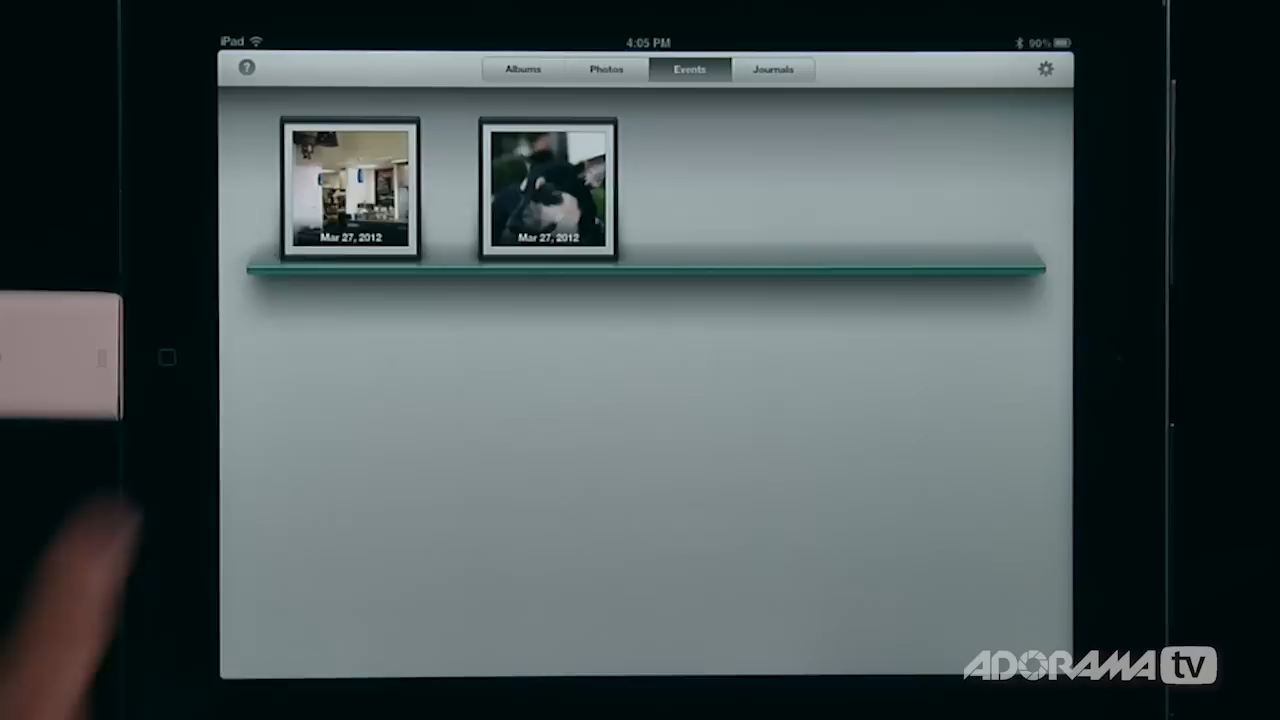 iPad
4:05 PM
90%
?
Albums
Photos
Events
Journals
Mar 27, 2012
Mar 27, 2012
ADORAMA tv